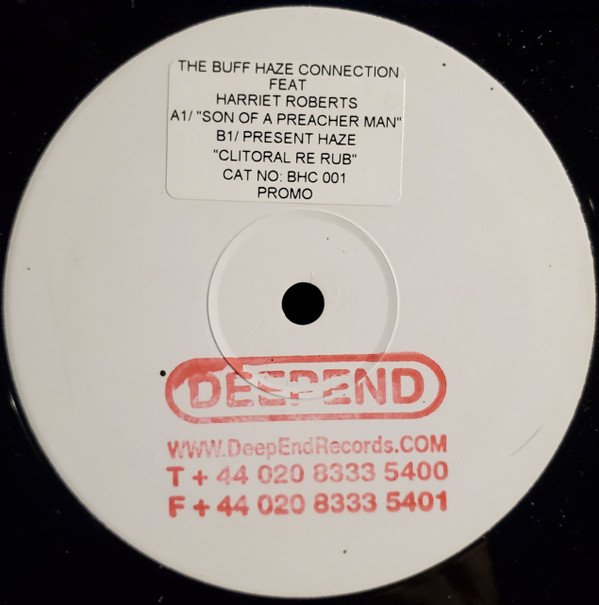 THE BUFF HAZE CONNECTION
FEAT
HARRIET ROBERTS
A1/ "SON OF A PREACHER MAN"
B1/ PRESENT HAZE
"CLITORAL RE RUB"
CAT NO: BHC 001
PROMO
DEEPEND
WWW.DeepEndRecords.COM
T + 44 020 8333 5400
F + 44 020 8333 5401